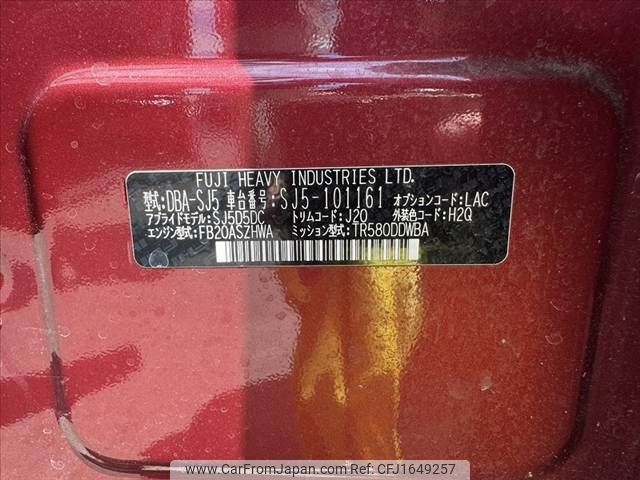 FUJI HEAVY INDUSTRIES LTD.
型式:DBA-SJ5 車台番号:SJ5-101161 オプションコード:LAC
アプライドモデル:SJ5D5DC トリムコード:J20 外装色コード:H2Q
エンジン型式:FB20ASZHWA ミッション型式:TR580DDWBA
www.CarFromJapan.com - Ref: CFJ1649257